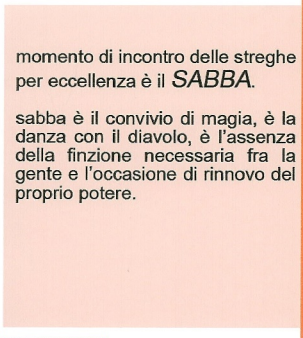 momento di incontro delle streghe
per eccellenza è il SABBA.
sabba è il convivio di magia, è la
danza con il diavolo, è l'assenza
della finzione necessaria fra la
gente e l'occasione di rinnovo del
proprio potere.